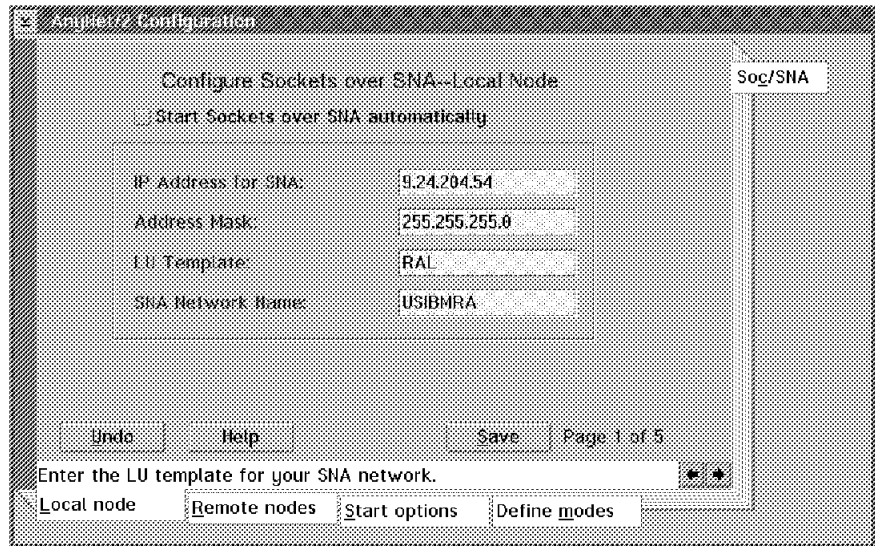 AnyNet/2 Configuration
Configure Sockets over SNA--Local Node
Soc/SNA
Start Sockets over SNA automatically
IP Address for SNA: 9.24.204.54
Address Mask: 255.255.255.0
LU Template: RAL
SNA Network Name: USIBMRA
Undo Help Save Page 1 of 5
Enter the LU template for your SNA network.
Local node Remote nodes Start options Define modes